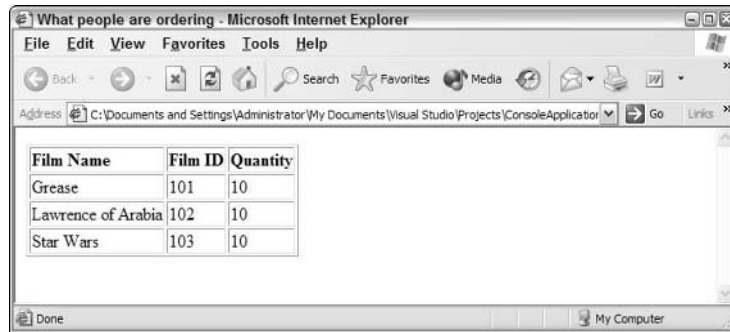 What people are ordering - Microsoft Internet Explorer
File Edit View Favorites Tools Help
Back Search Favorites Media
Address C:\Documents and Settings\Administrator\My Documents\Visual Studio\Projects\ConsoleApplication Go Links »
Film Name Film ID Quantity
Grease 101 10
Lawrence of Arabia 102 10
Star Wars 103 10
Done My Computer